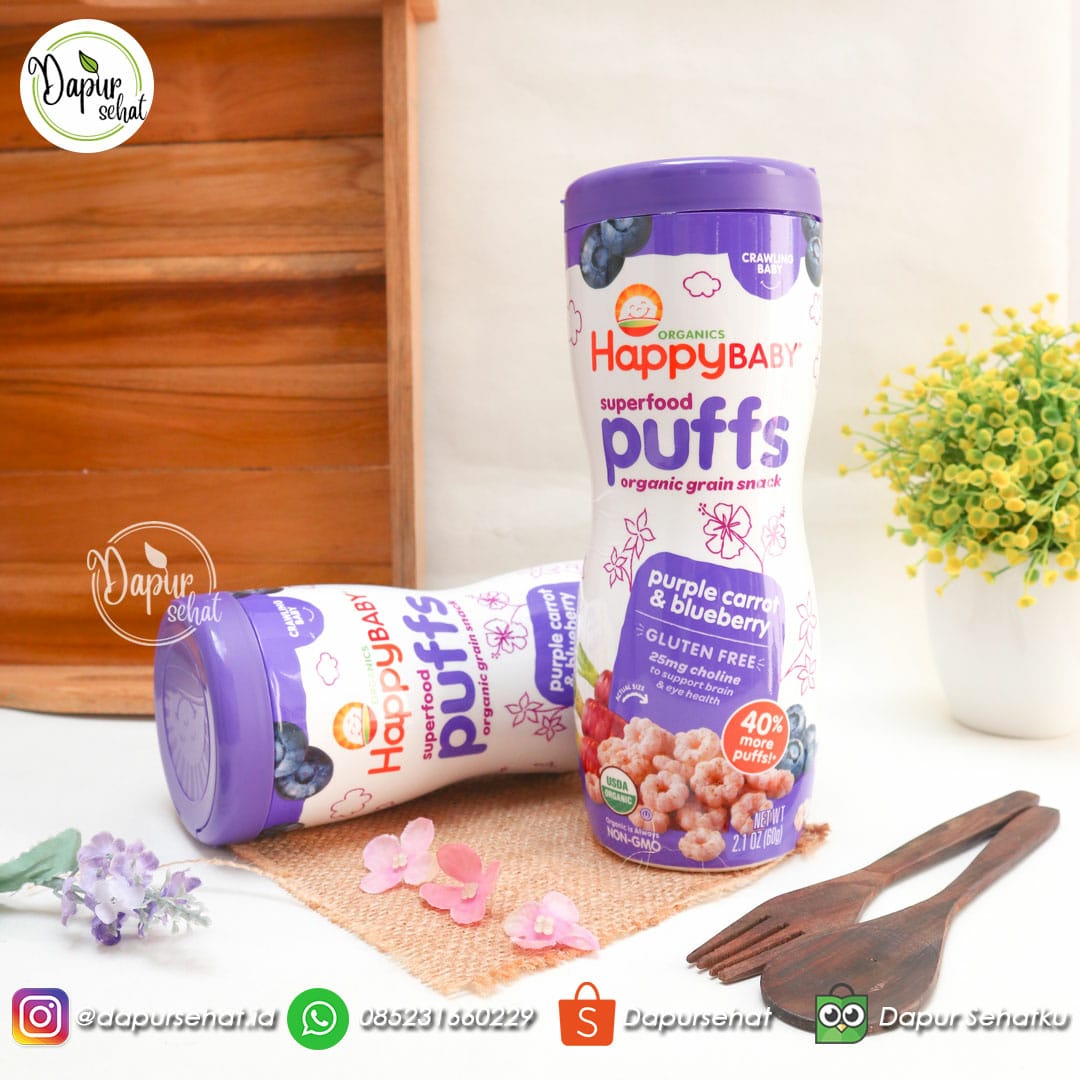 Dapur
sehat
CRAWLING
BABY
ORGANICS
HappyBABY
superfood
puffs
organic grain snack
purple carrot
& blueberry
GLUTEN FREE
25mg choline
to support brain
& eye health
ACTUAL SIZE
40%
more
puffs!*
USDA
ORGANIC
Organic is Always
NON-GMO
NET WT
2.1 OZ (60g)
Dapur
sehat
CRAWLING
BABY
ORGANICS
HappyBABY
superfood
puffs
organic grain snack
purple carrot
& blueberry
@dapursehat.id
085231660229
S
Dapursehat
Dapur Sehatku